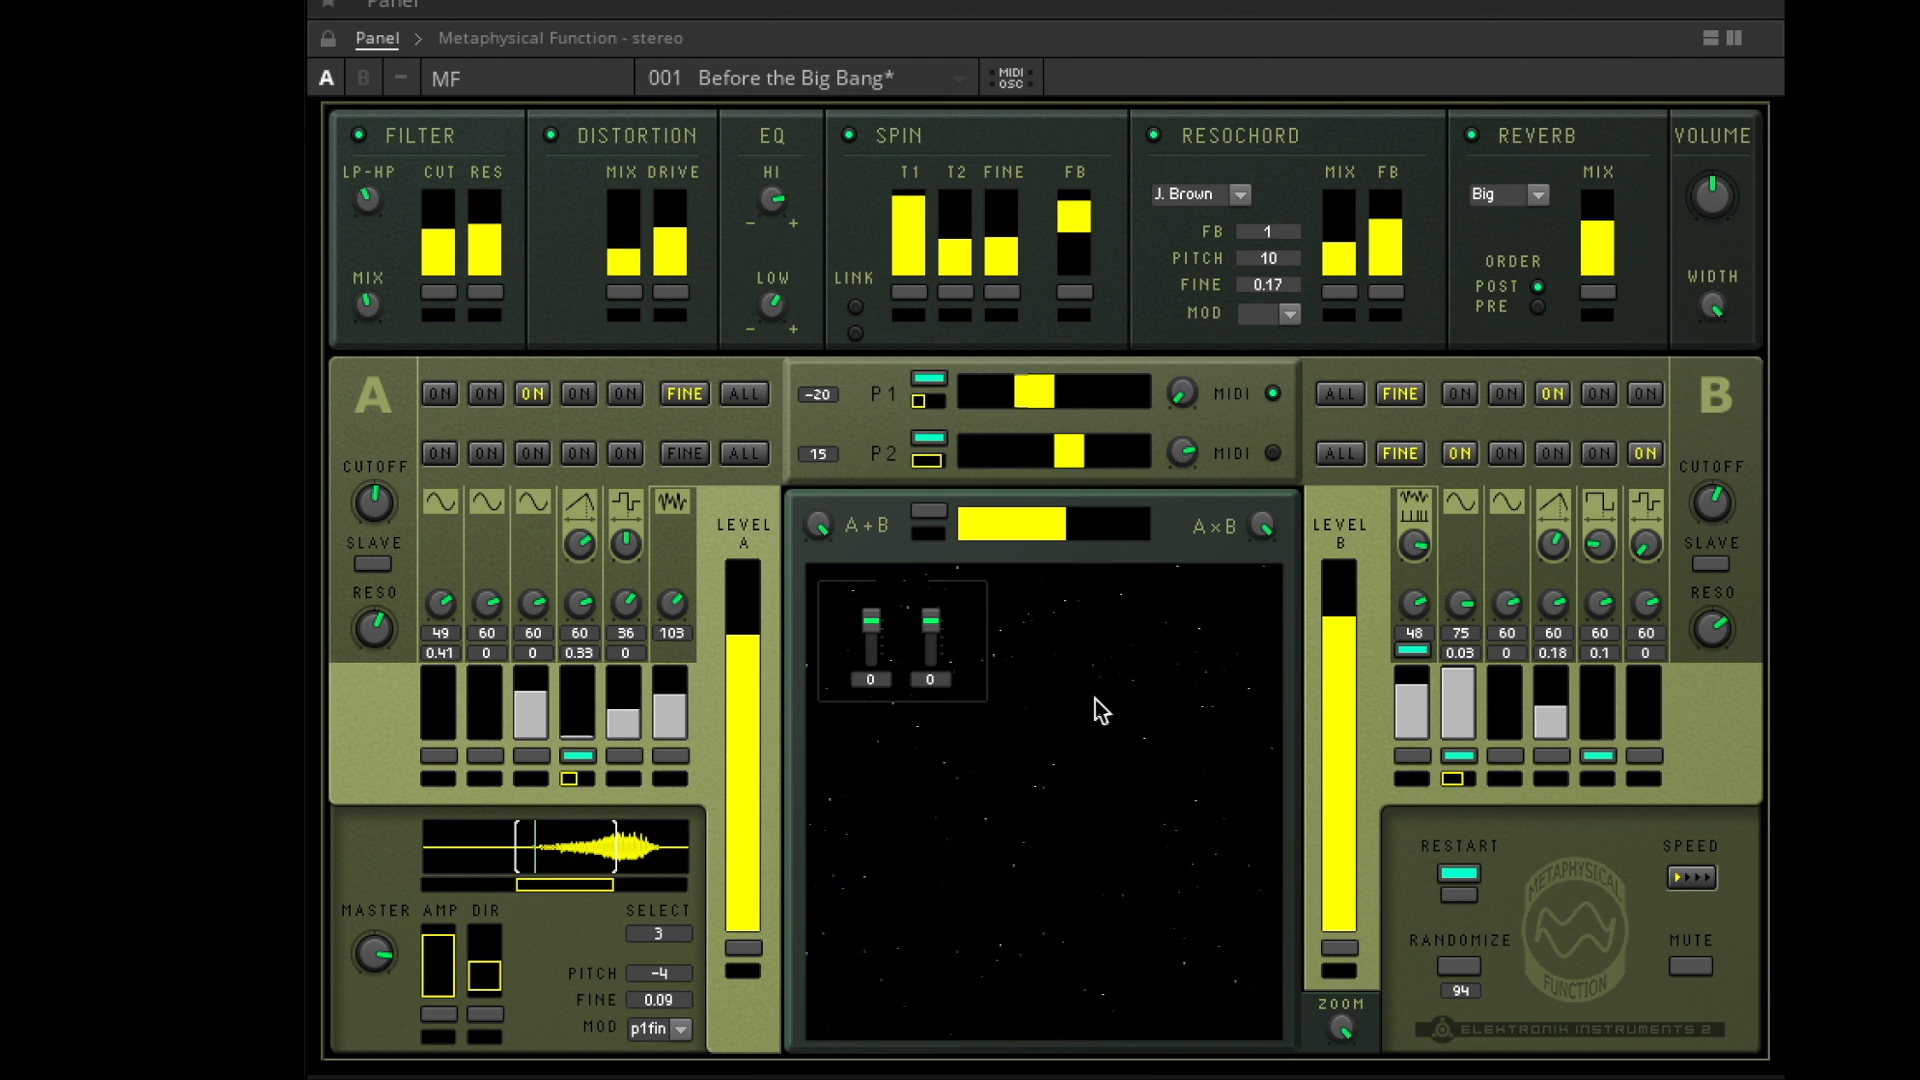 Panel
Panel > Metaphysical Function - stereo
A B – MF 001 Before the Big Bang* MIDI OSC
FILTER DISTORTION EQ SPIN RESOCHORD REVERB VOLUME
LP-HP CUT RES MIX DRIVE HI T1 T2 FINE FB MIX FB MIX
J. Brown Big
− +
FB 1
PITCH 10
ORDER
MIX LOW LINK WIDTH
FINE 0.17 POST
PRE
MOD
− +
A ON ON ON ON ON FINE ALL -20 P1 MIDI ALL FINE ON ON ON ON ON B
ON ON ON ON ON FINE ALL 15 P2 MIDI ALL FINE ON ON ON ON ON
CUTOFF CUTOFF
LEVEL A A+B AxB LEVEL B
SLAVE SLAVE
RESO RESO
49 60 60 60 36 103 48 75 60 60 60 60
0.41 0 0 0.33 0 0.03 0 0.18 0.1 0
0 0
RESTART SPEED
METAPHYSICAL
MASTER AMP DIR SELECT
3
RANDOMIZE MUTE
PITCH -4
FUNCTION
94
FINE 0.09
ZOOM
MOD p1fin
ELEKTRONIK INSTRUMENTS 2